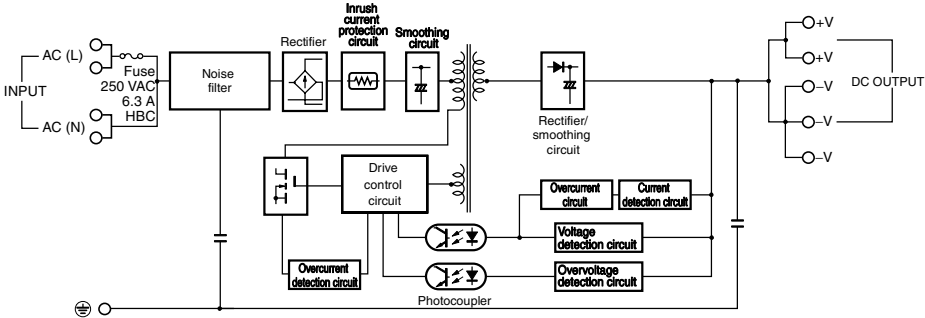 Inrush
current
protection
circuit
Smoothing
circuit
Rectifier
AC (L)
Fuse
250 VAC
6.3 A
HBC
INPUT
AC (N)
Noise
filter
+V
+V
DC OUTPUT
–V
–V
–V
Rectifier/
smoothing
circuit
Drive
control
circuit
Overcurrent
circuit
Current
detection circuit
Voltage
detection circuit
Overcurrent
detection circuit
Overvoltage
detection circuit
Photocoupler